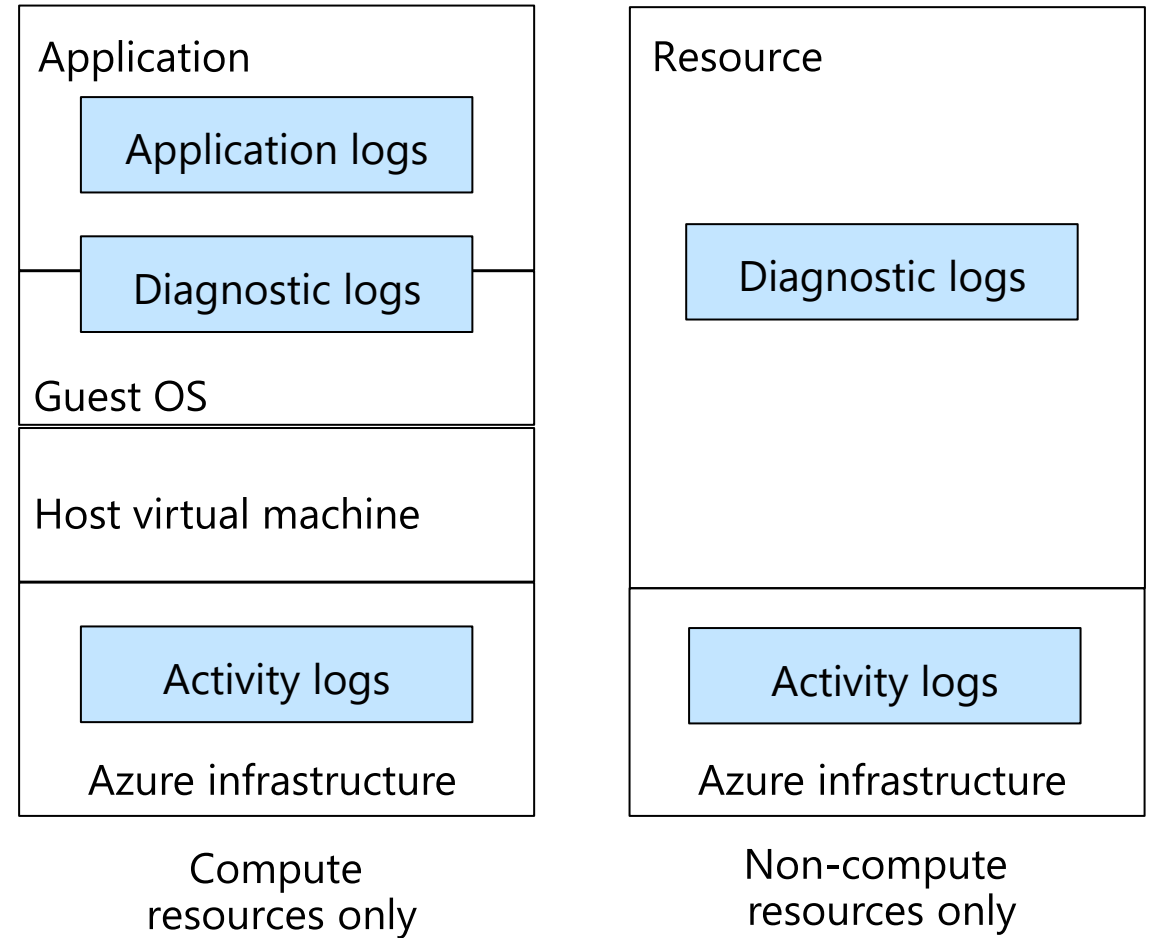 Application
Application logs
Diagnostic logs
Guest OS
Host virtual machine
Activity logs
Azure infrastructure
Compute
resources only
Resource
Diagnostic logs
Activity logs
Azure infrastructure
Non-compute
resources only